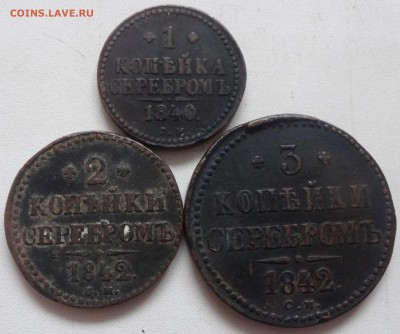 COINS.LAVE.RU
* 1 *
КОПѢЙКА
СЕРЕБРОМЪ
1840.
* 2 *
КОПѢЙКИ
СЕРЕБРОМЪ
1842.
* 3 *
КОПѢЙКИ
СЕРЕБРОМЪ
1842.